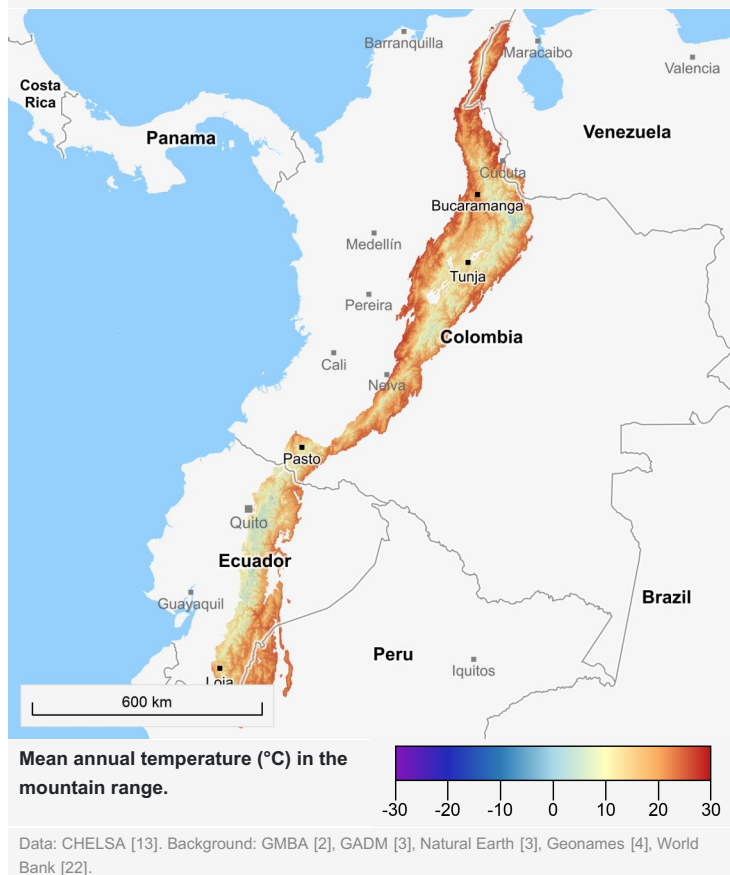 Barranquilla
Maracaibo
Valencia
Costa
Rica
Panama
Venezuela
Cucuta
Bucaramanga
Medellín
Tunja
Pereira
Colombia
Cali
Neiva
Pasto
Quito
Ecuador
Guayaquil
Brazil
Peru
Iquitos
Loja
600 km
Mean annual temperature (°C) in the
mountain range.
-30 -20 -10 0 10 20 30
Data: CHELSA [13]. Background: GMBA [2], GADM [3], Natural Earth [3], Geonames [4], World
Bank [22].